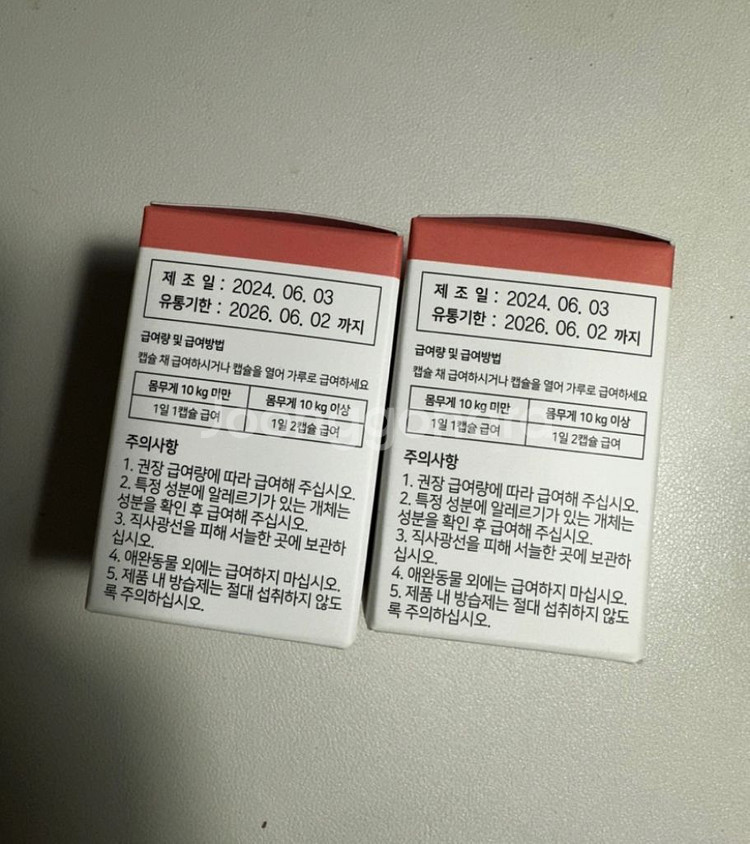 제 조 일 : 2024. 06. 03
유통기한 : 2026. 06. 02 까지
급여량 및 급여방법
캡슐 채 급여하시거나 캡슐을 열어 가루로 급여하세요
몸무게 10 kg 미만 몸무게 10 kg 이상
1일 1캡슐 급여 1일 2캡슐 급여
주의사항
1. 권장 급여량에 따라 급여해 주십시오.
2. 특정 성분에 알레르기가 있는 개체는
성분을 확인 후 급여해 주십시오.
3. 직사광선을 피해 서늘한 곳에 보관하
십시오.
4. 애완동물 외에는 급여하지 마십시오.
5. 제품 내 방습제는 절대 섭취하지 않도
록 주의하십시오.
제 조 일 : 2024. 06. 03
유통기한 : 2026. 06. 02 까지
급여량 및 급여방법
캡슐 채 급여하시거나 캡슐을 열어 가루로 급여하세요
몸무게 10 kg 미만 몸무게 10 kg 이상
1일 1캡슐 급여 1일 2캡슐 급여
주의사항
1. 권장 급여량에 따라 급여해 주십시오.
2. 특정 성분에 알레르기가 있는 개체는
성분을 확인 후 급여해 주십시오.
3. 직사광선을 피해 서늘한 곳에 보관하
십시오.
4. 애완동물 외에는 급여하지 마십시오.
5. 제품 내 방습제는 절대 섭취하지 않도
록 주의하십시오.